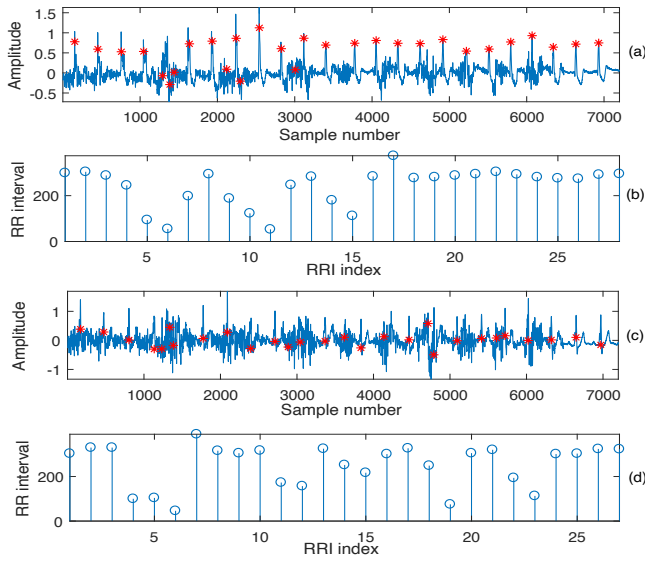 1.5
1
0.5
0
-0.5
Amplitude
(a)
1000 2000 3000 4000 5000 6000 7000
Sample number
200
0
RR interval
(b)
5 10 15 20 25
RRI index
1
0
-1
Amplitude
(c)
1000 2000 3000 4000 5000 6000 7000
Sample number
200
0
RR interval
(d)
5 10 15 20 25
RRI index